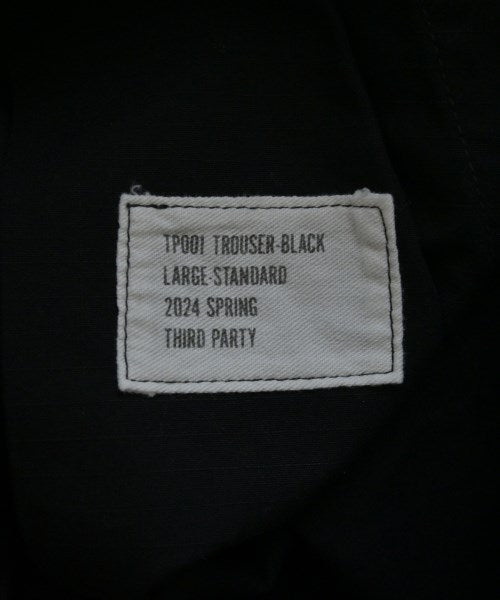 TP001 TROUSER-BLACK
LARGE-STANDARD
2024 SPRING
THIRD PARTY